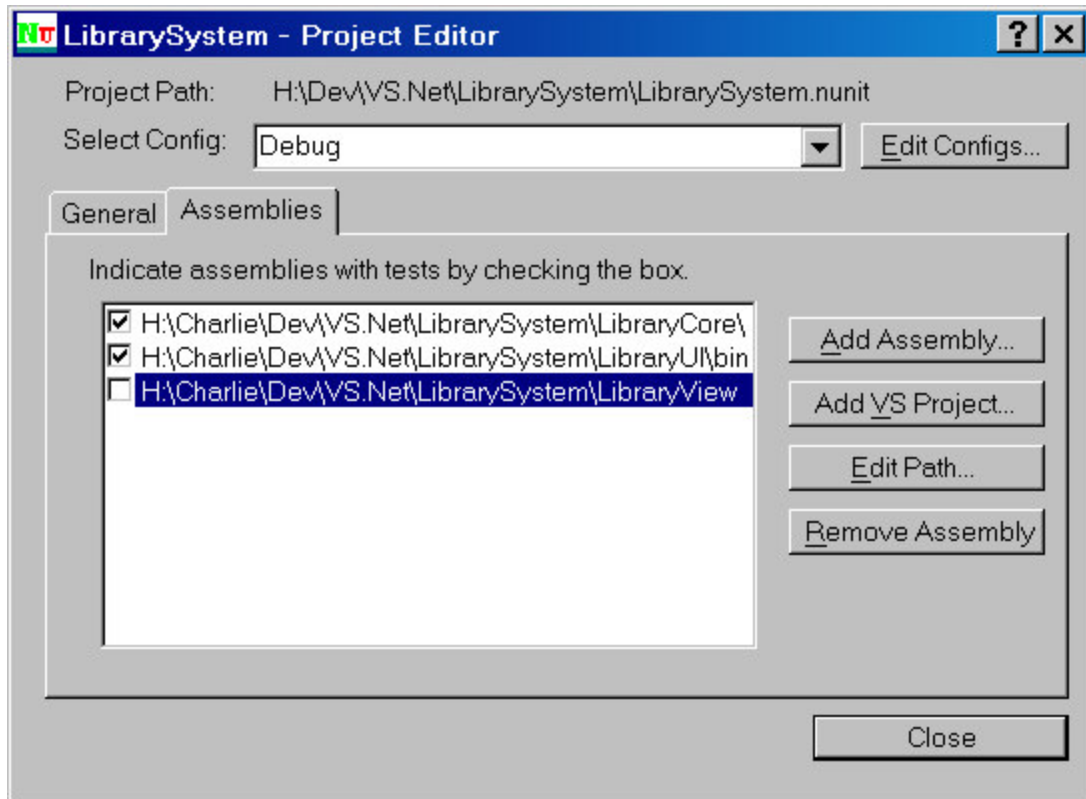 NU LibrarySystem - Project Editor ? X
Project Path: H:\Dev\VS.Net\LibrarySystem\LibrarySystem.nunit
Select Config: Debug Edit Configs...
General Assemblies
Indicate assemblies with tests by checking the box.
H:\Charlie\Dev\VS.Net\LibrarySystem\LibraryCore\
H:\Charlie\Dev\VS.Net\LibrarySystem\LibraryUI\bin
H:\Charlie\Dev\VS.Net\LibrarySystem\LibraryView
Add Assembly...
Add VS Project...
Edit Path...
Remove Assembly
Close